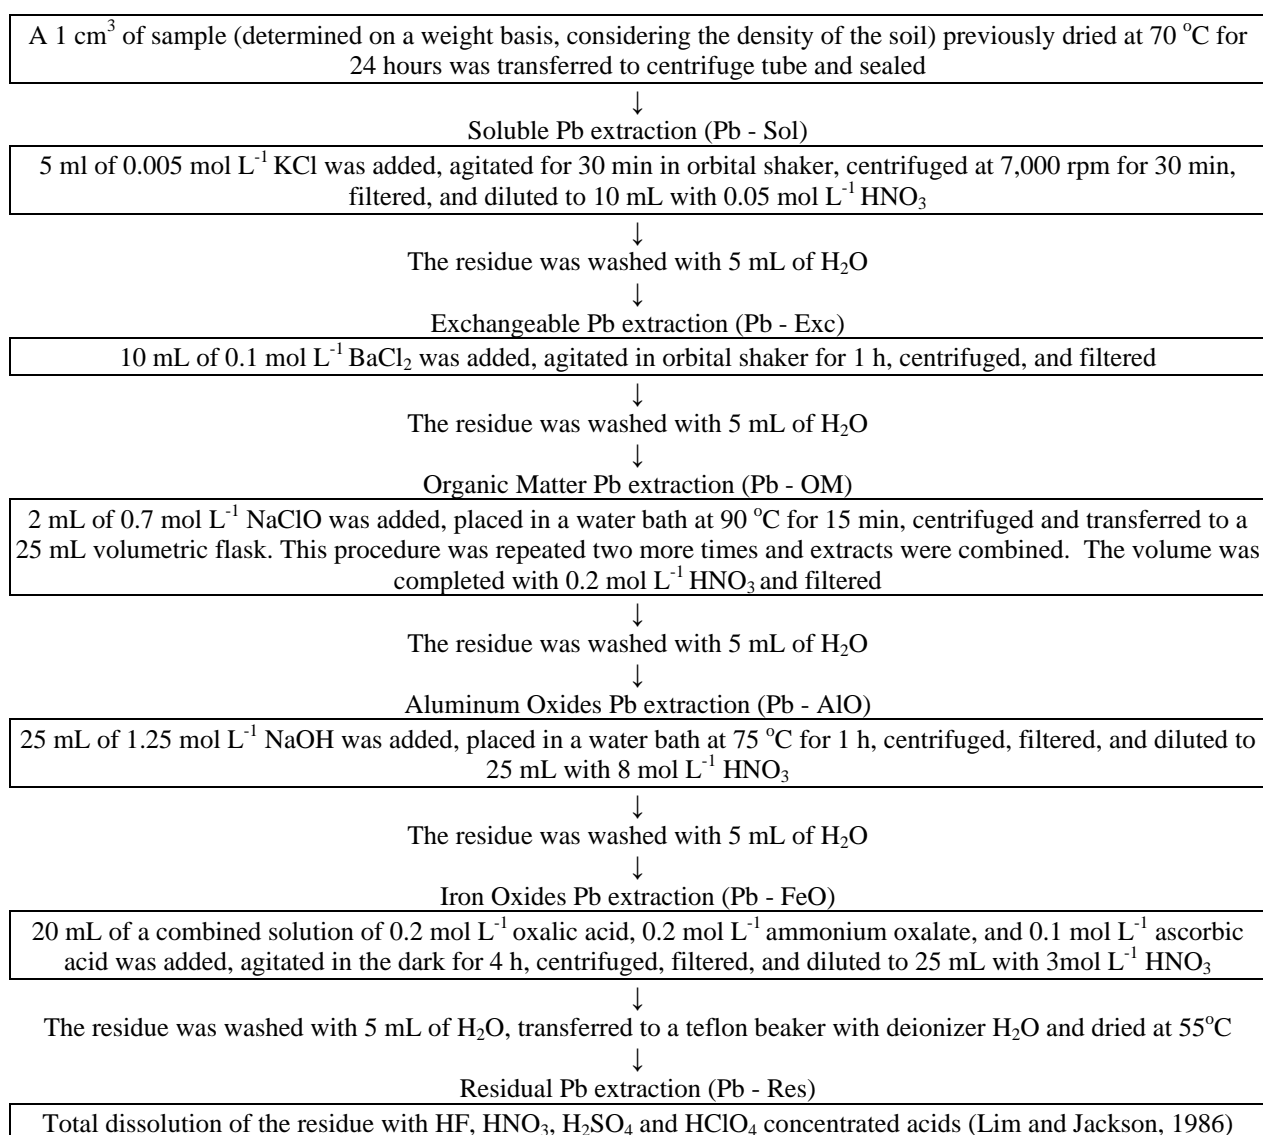 A 1 cm³ of sample (determined on a weight basis, considering the density of the soil) previously dried at 70 °C for
24 hours was transferred to centrifuge tube and sealed
↓
Soluble Pb extraction (Pb - Sol)
5 ml of 0.005 mol L⁻¹ KCl was added, agitated for 30 min in orbital shaker, centrifuged at 7,000 rpm for 30 min,
filtered, and diluted to 10 mL with 0.05 mol L⁻¹ HNO₃
↓
The residue was washed with 5 mL of H₂O
↓
Exchangeable Pb extraction (Pb - Exc)
10 mL of 0.1 mol L⁻¹ BaCl₂ was added, agitated in orbital shaker for 1 h, centrifuged, and filtered
↓
The residue was washed with 5 mL of H₂O
↓
Organic Matter Pb extraction (Pb - OM)
2 mL of 0.7 mol L⁻¹ NaClO was added, placed in a water bath at 90 °C for 15 min, centrifuged and transferred to a
25 mL volumetric flask. This procedure was repeated two more times and extracts were combined. The volume was
completed with 0.2 mol L⁻¹ HNO₃ and filtered
↓
The residue was washed with 5 mL of H₂O
↓
Aluminum Oxides Pb extraction (Pb - AlO)
25 mL of 1.25 mol L⁻¹ NaOH was added, placed in a water bath at 75 °C for 1 h, centrifuged, filtered, and diluted to
25 mL with 8 mol L⁻¹ HNO₃
↓
The residue was washed with 5 mL of H₂O
↓
Iron Oxides Pb extraction (Pb - FeO)
20 mL of a combined solution of 0.2 mol L⁻¹ oxalic acid, 0.2 mol L⁻¹ ammonium oxalate, and 0.1 mol L⁻¹ ascorbic
acid was added, agitated in the dark for 4 h, centrifuged, filtered, and diluted to 25 mL with 3mol L⁻¹ HNO₃
↓
The residue was washed with 5 mL of H₂O, transferred to a teflon beaker with deionizer H₂O and dried at 55°C
↓
Residual Pb extraction (Pb - Res)
Total dissolution of the residue with HF, HNO₃, H₂SO₄ and HClO₄ concentrated acids (Lim and Jackson, 1986)